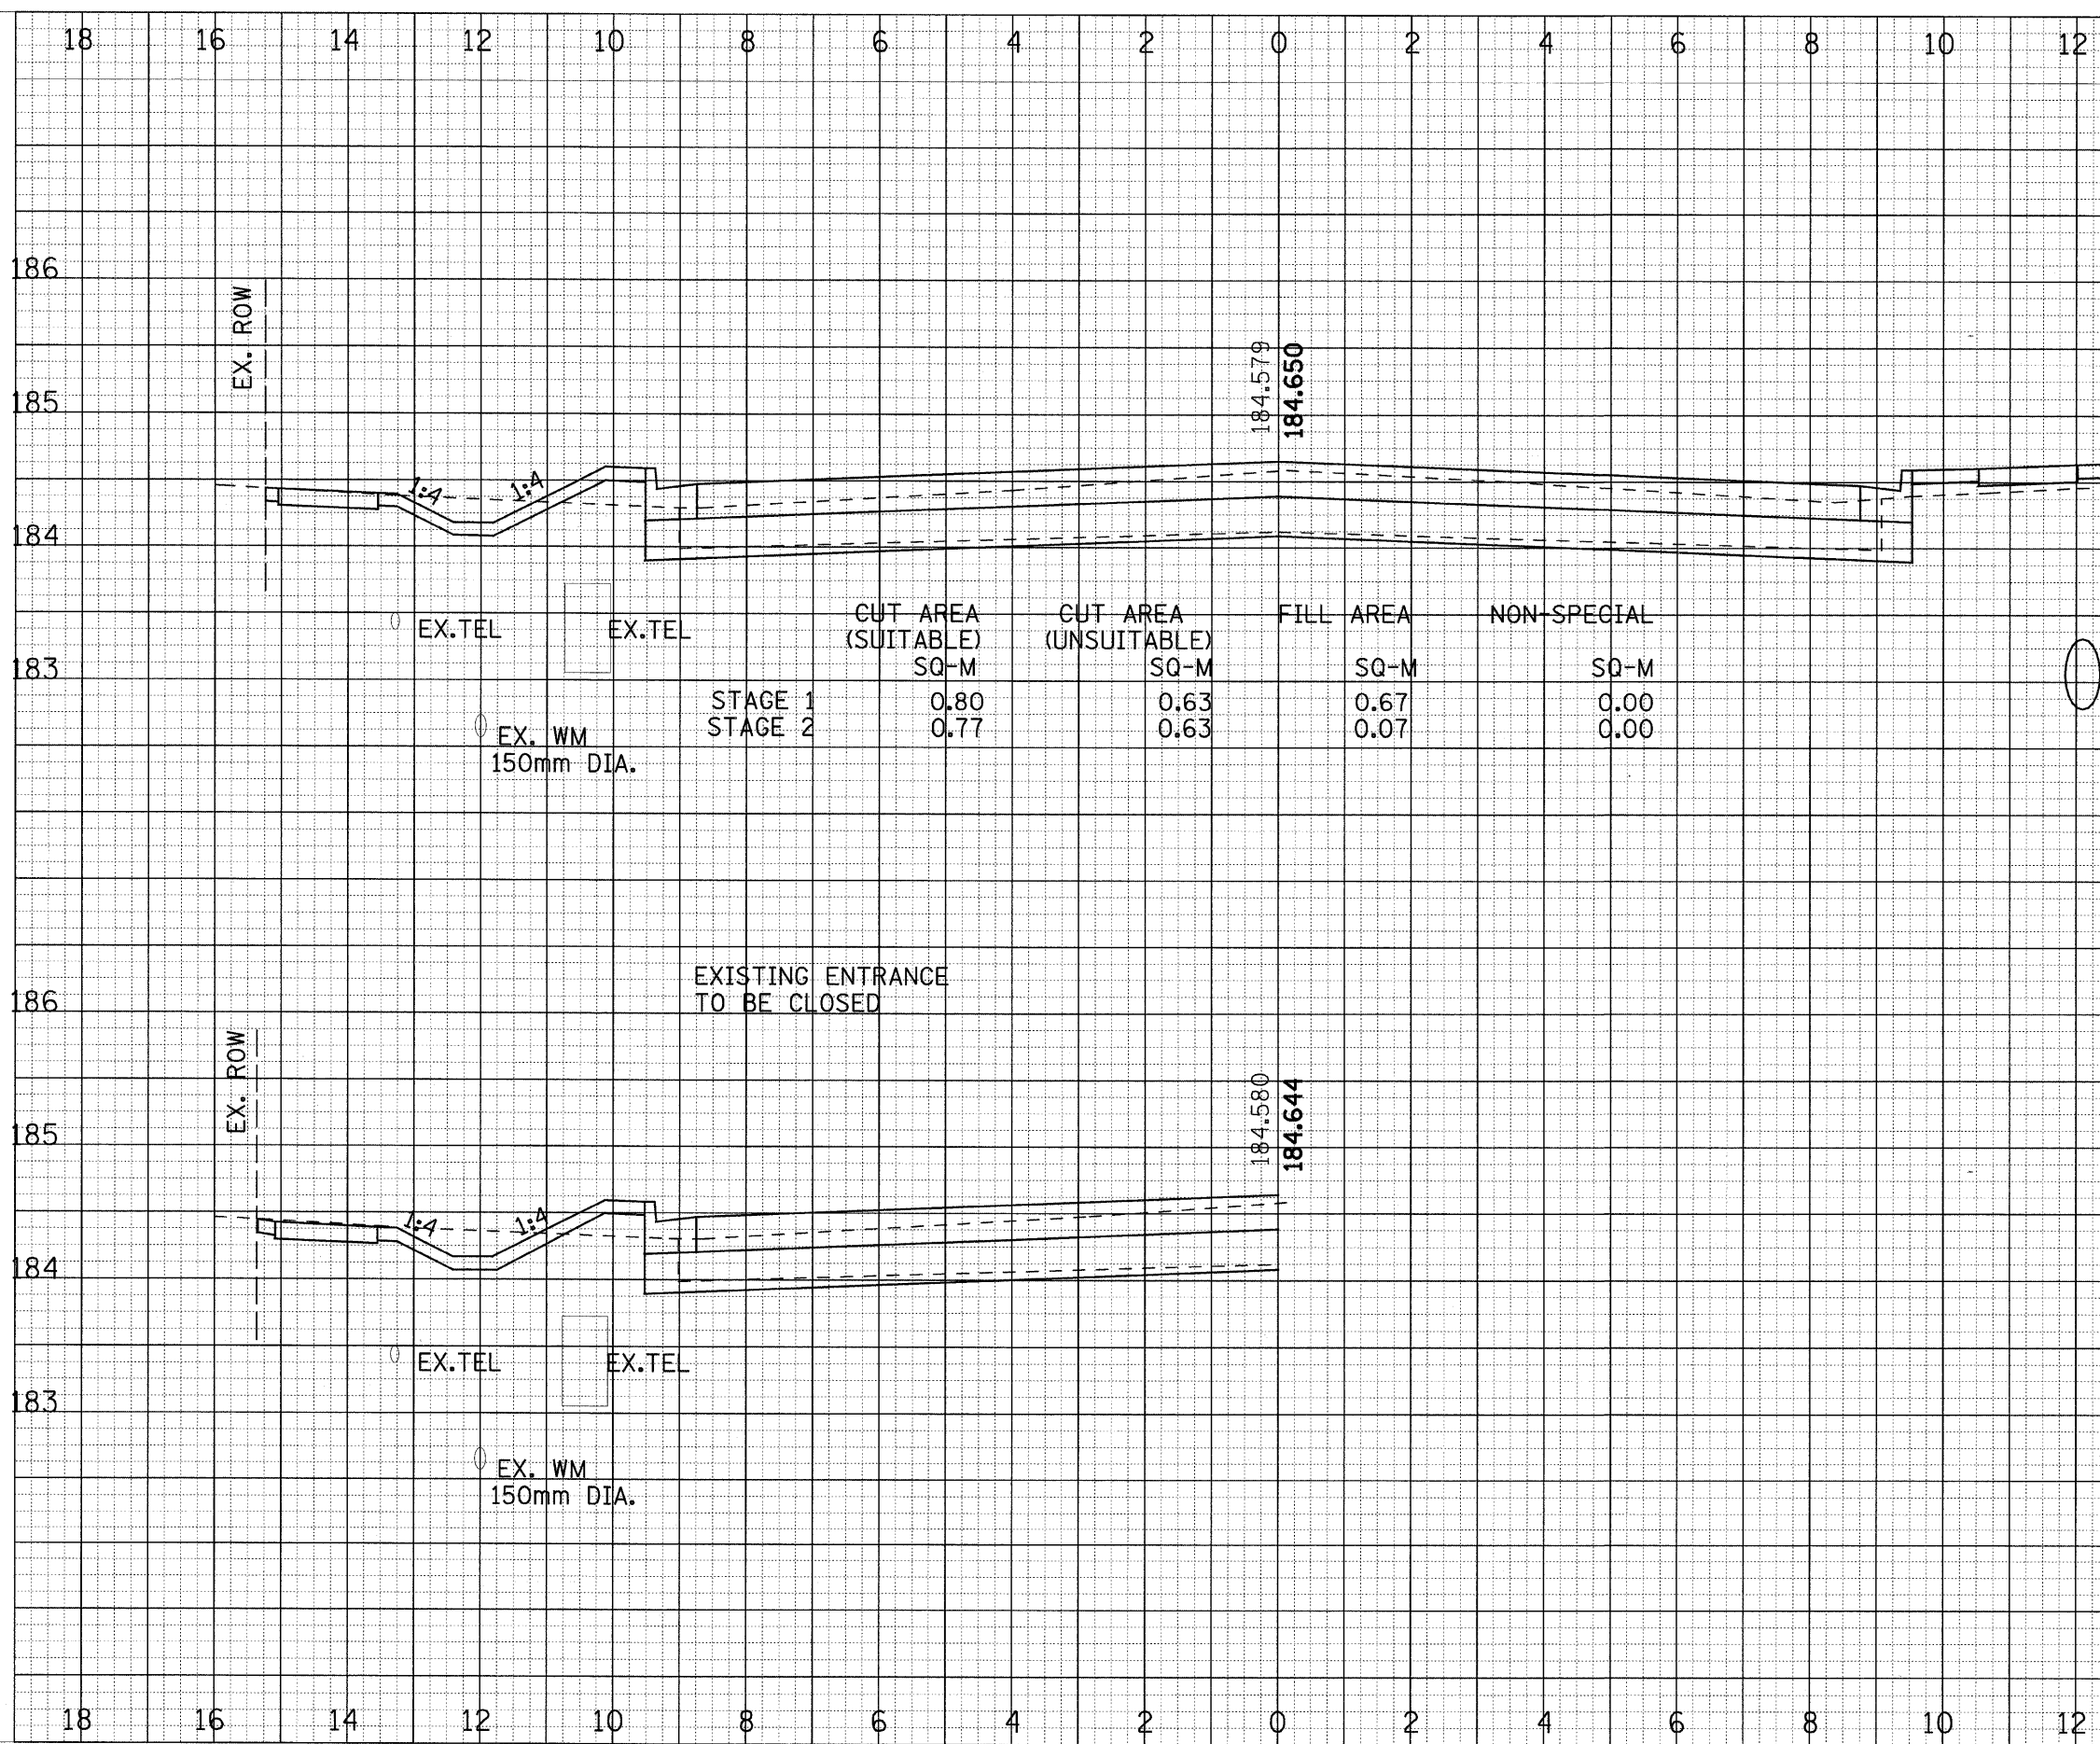 18 16 14 12 10 8 6 4 2 0 2 4 6 8 10 12
186
EX. ROW
185
184.579
184.650
1:4 1:4
184
EX.TEL EX.TEL
CUT AREA CUT AREA FILL AREA NON-SPECIAL
(SUITABLE) (UNSUITABLE)
183 SQ-M SQ-M SQ-M SQ-M
STAGE 1 0.80 0.63 0.67 0.00
STAGE 2 0.77 0.63 0.07 0.00
EX. WM
150mm DIA.
EXISTING ENTRANCE
TO BE CLOSED
186
EX. ROW
185
184.580
184.644
1:4 1:4
184
EX.TEL EX.TEL
183
EX. WM
150mm DIA.
18 16 14 12 10 8 6 4 2 0 2 4 6 8 10 12